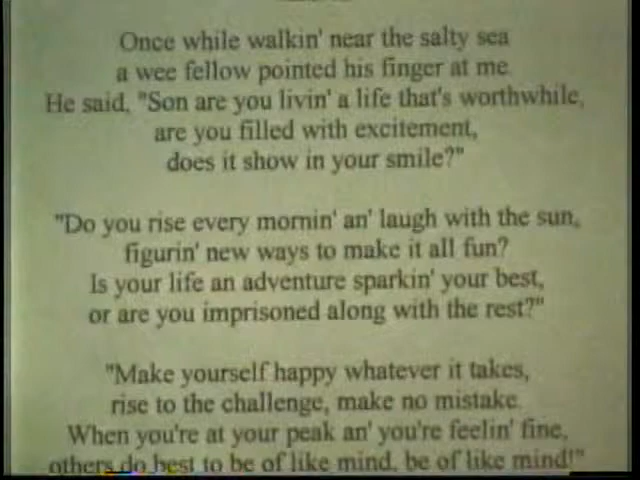 Once while walkin' near the salty sea
a wee fellow pointed his finger at me.
He said, "Son are you livin' a life that's worthwhile,
are you filled with excitement,
does it show in your smile?"
"Do you rise every mornin' an' laugh with the sun,
figurin' new ways to make it all fun?
Is your life an adventure sparkin' your best,
or are you imprisoned along with the rest?"
"Make yourself happy whatever it takes,
rise to the challenge, make no mistake.
When you're at your peak an' you're feelin' fine,
others do best to be of like mind, be of like mind!"